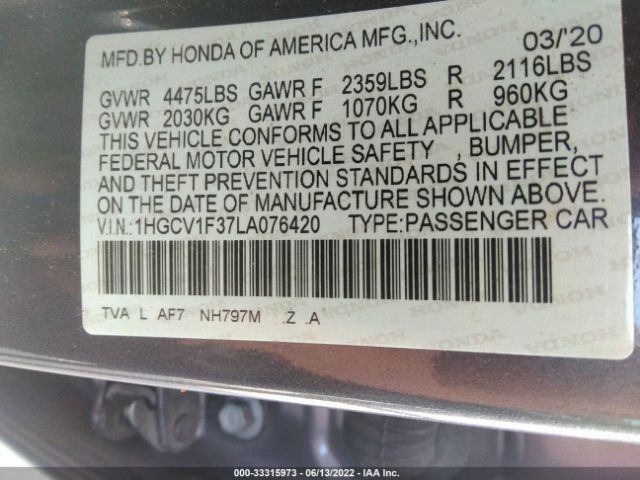 MFD.BY HONDA OF AMERICA MFG.,INC. 03/'20
GVWR 4475LBS GAWR F 2359LBS R 2116LBS
GVWR 2030KG GAWR F 1070KG R 960KG
THIS VEHICLE CONFORMS TO ALL APPLICABLE
FEDERAL MOTOR VEHICLE SAFETY , BUMPER,
AND THEFT PREVENTION STANDARDS IN EFFECT
ON THE DATE OF MANUFACTURE SHOWN ABOVE.
V.I.N.:1HGCV1F37LA076420 TYPE:PASSENGER CAR
TVA L AF7 NH797M .Z .A
000-33315973 - 06/13/2022 - IAA Inc.